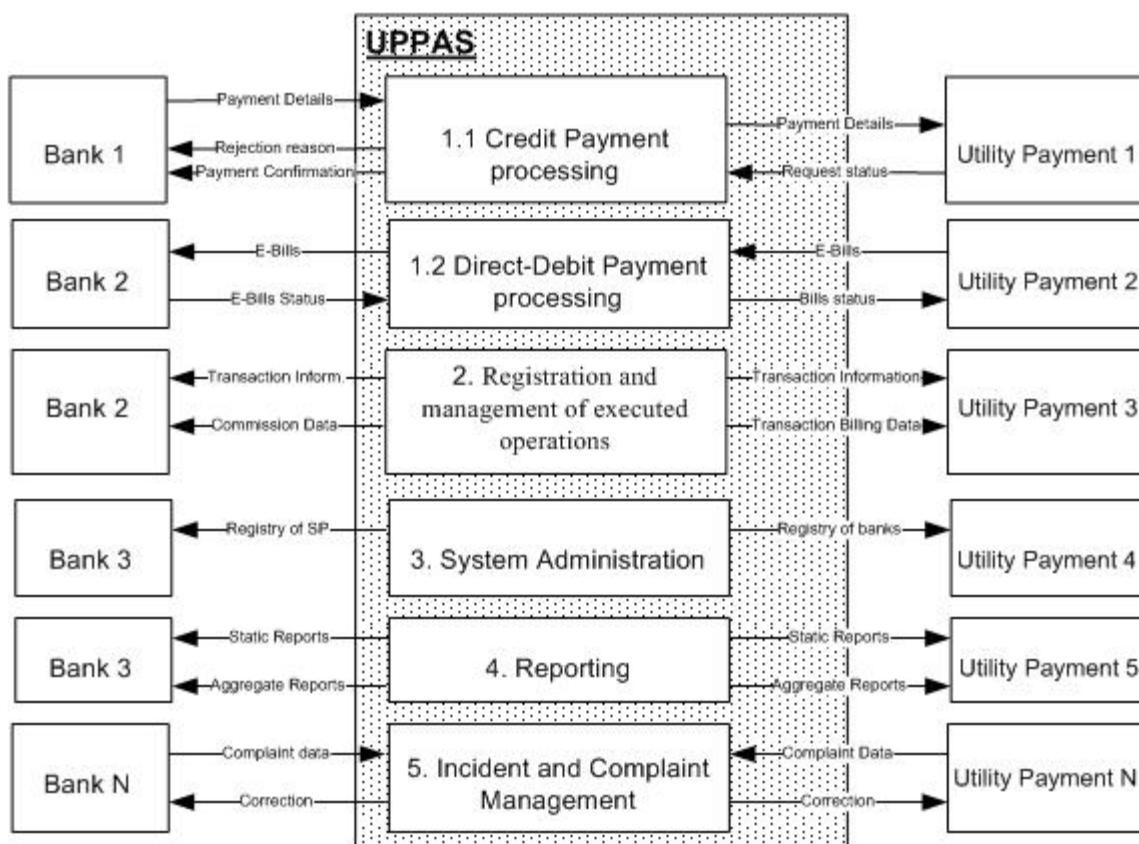 UPPAS
Payment Details
Bank 1
Rejection reason
Payment Confirmation
1.1 Credit Payment
processing
Payment Details
Request status
Utility Payment 1
E-Bills
Bank 2
E-Bills Status
1.2 Direct-Debit Payment
processing
E-Bills
Bills status
Utility Payment 2
Transaction Inform.
Bank 2
Commission Data
2. Registration and
management of executed
operations
Transaction Information
Transaction Billing Data
Utility Payment 3
Registry of SP
Bank 3
3. System Administration
Registry of banks
Utility Payment 4
Static Reports
Bank 3
Aggregate Reports
4. Reporting
Static Reports
Aggregate Reports
Utility Payment 5
Complaint data
Bank N
Correction
5. Incident and Complaint
Management
Complaint Data
Correction
Utility Payment N